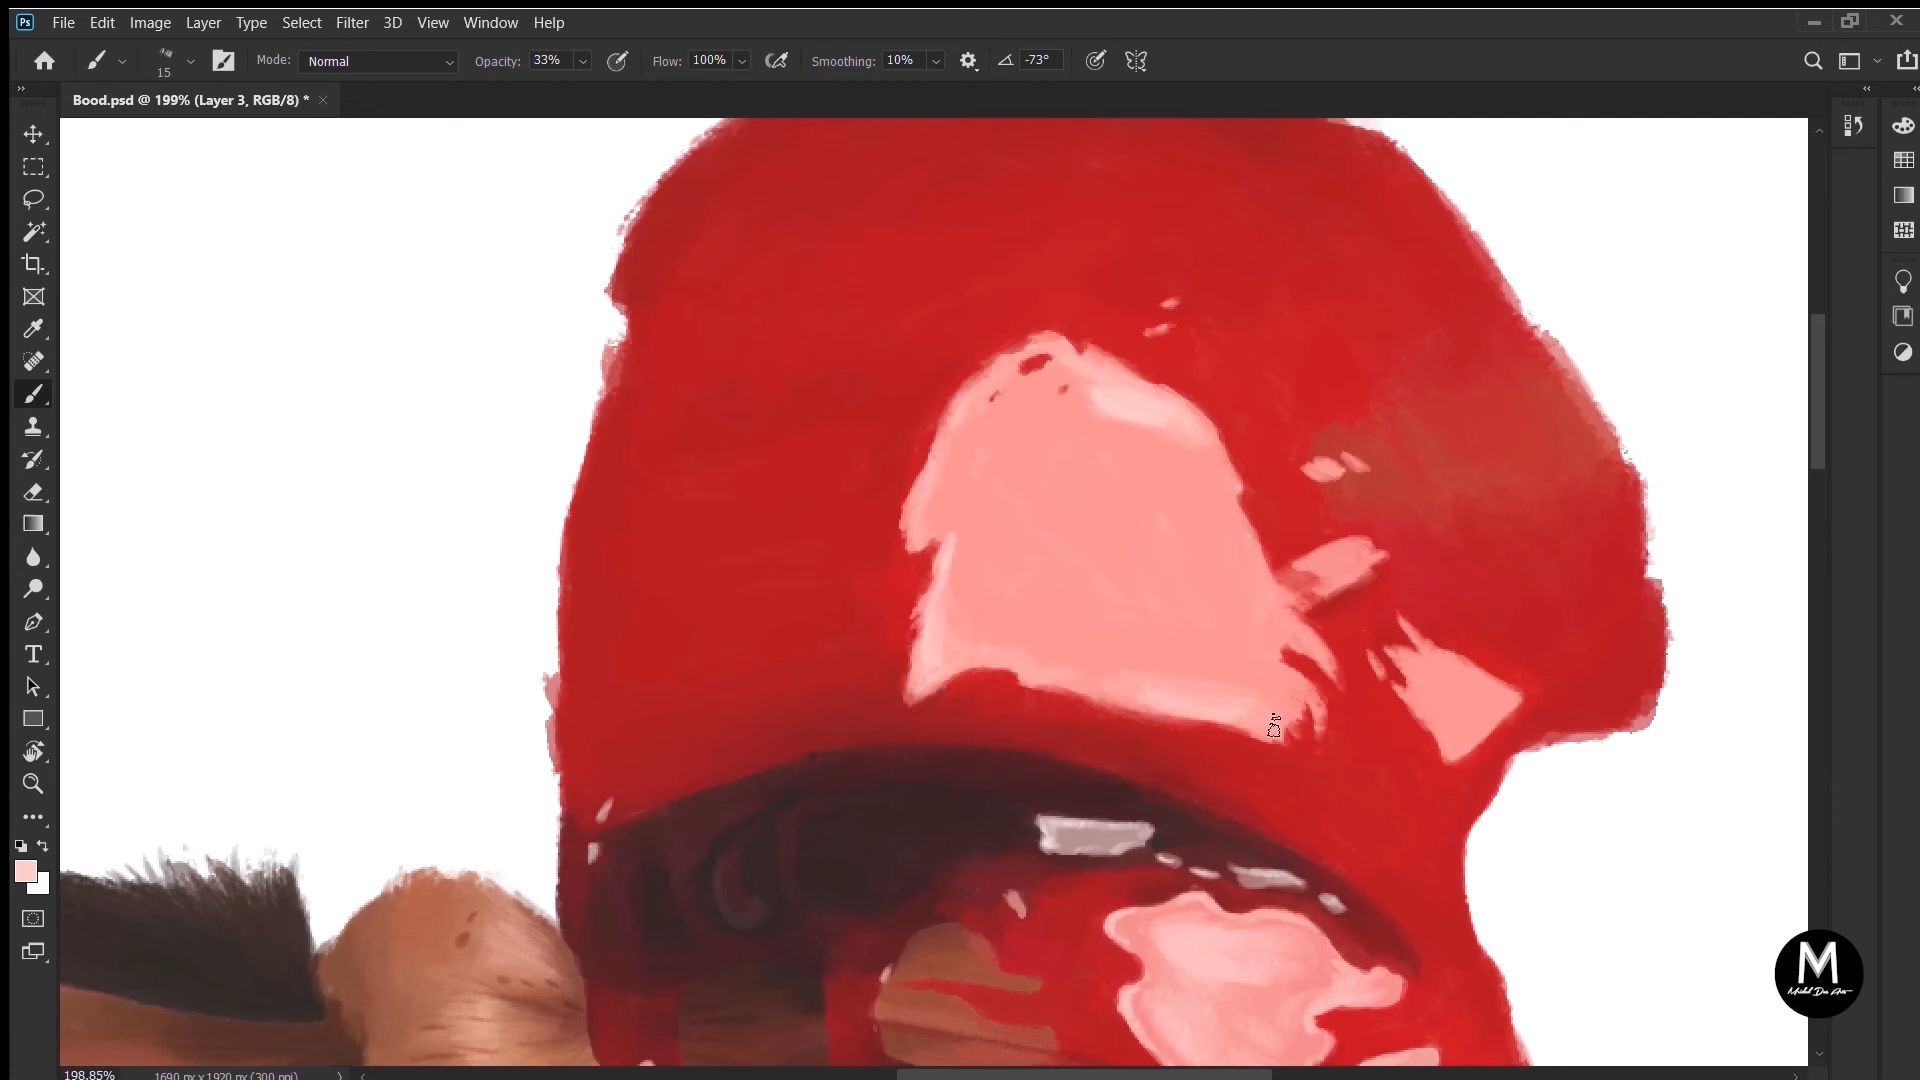 Ps File Edit Image Layer Type Select Filter 3D View Window Help
15 Mode: Normal Opacity: 33% Flow: 100% Smoothing: 10% -73°
Bood.psd @ 199% (Layer 3, RGB/8) *
T
M
198.85% 1690 px x 1920 px (300 ppi)